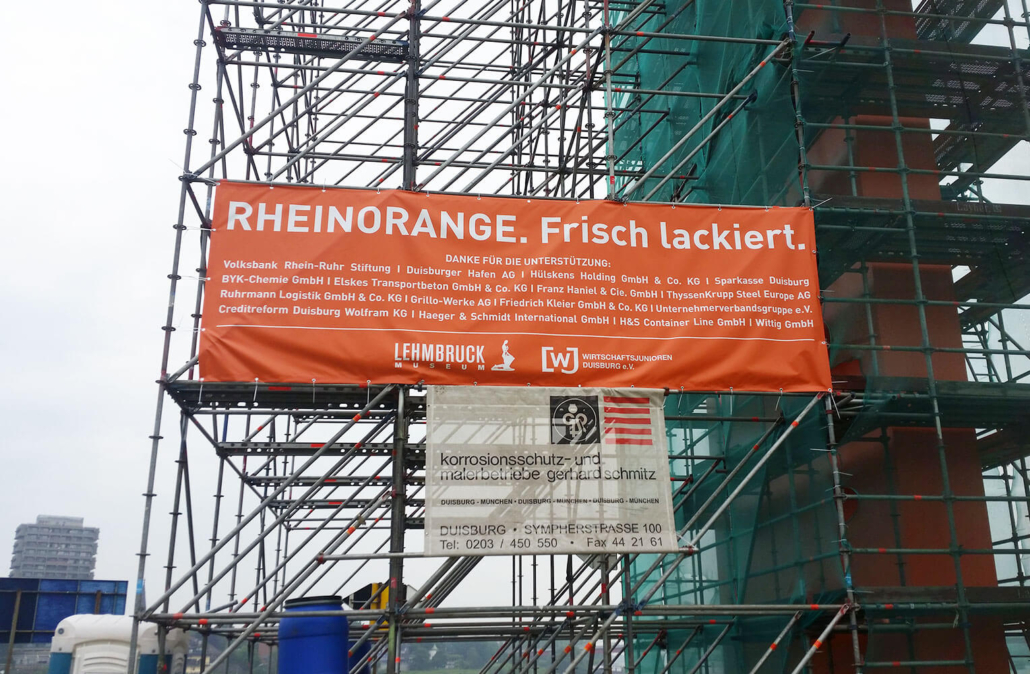 RHEINORANGE. Frisch lackiert.
DANKE FÜR DIE UNTERSTÜTZUNG:
Volksbank Rhein-Ruhr Stiftung I Duisburger Hafen AG I Hülskens Holding GmbH & Co. KG I Sparkasse Duisburg
BYK-Chemie GmbH I Elskes Transportbeton GmbH & Co. KG I Franz Haniel & Cie. GmbH I ThyssenKrupp Steel Europe AG
Ruhrmann Logistik GmbH & Co. KG I Grillo-Werke AG I Friedrich Kleier GmbH & Co. KG I Unternehmerverbandsgruppe e.V.
Creditreform Duisburg Wolfram KG I Haeger & Schmidt International GmbH I H&S Container Line GmbH I Wittig GmbH
LEHMBRUCK
MUSEUM
[WJ] WIRTSCHAFTSJUNIOREN
DUISBURG e.V.
korrosionsschutz- und
malerbetriebe gerhard schmitz
DUISBURG - MÜNCHEN - DUISBURG - MÜNCHEN - DUISBURG - MÜNCHEN
DUISBURG • SYMPHERSTRASSE 100
Tel: 0203 / 450 550 • Fax 44 21 61